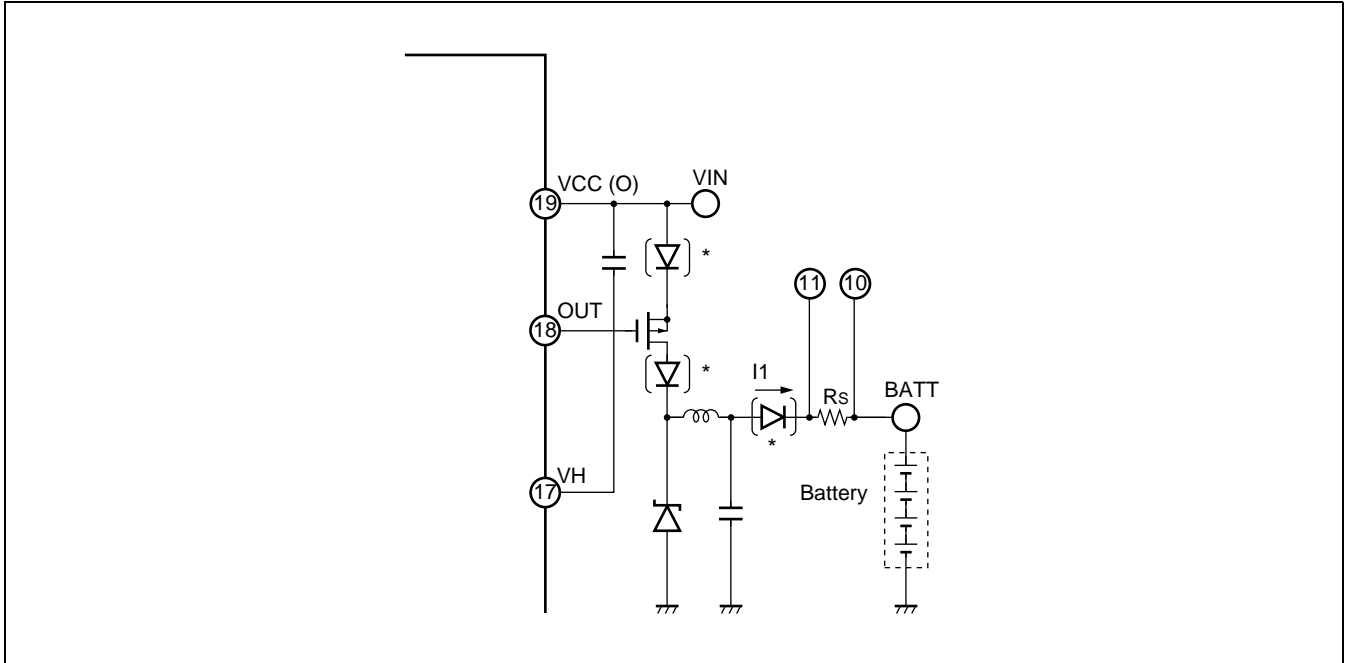 VCC (O)
VIN
19
*
11
10
OUT
18
*
I1
RS
BATT
*
VH
17
Battery